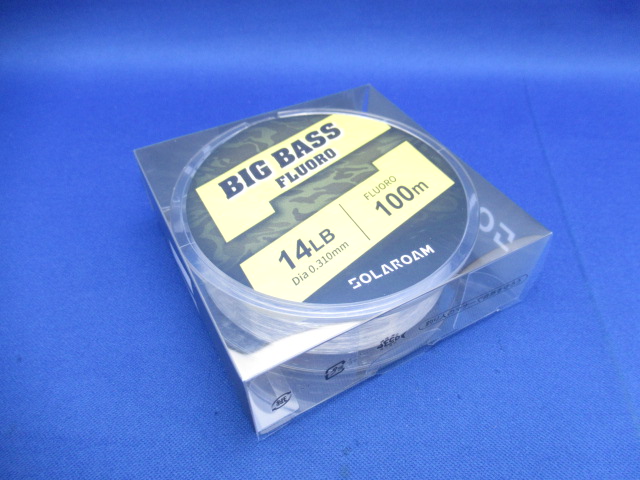 BIG BASS
FLUORO
14LB
Dia 0.310mm
FLUORO
100m
SOLAROAM